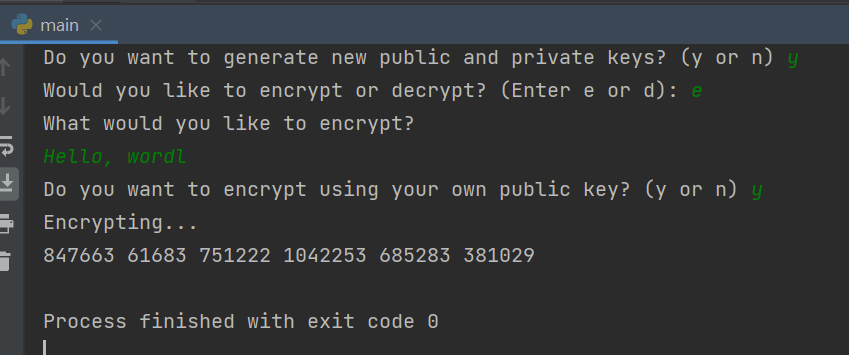 main
Do you want to generate new public and private keys? (y or n) y
Would you like to encrypt or decrypt? (Enter e or d): e
What would you like to encrypt?
Hello, wordl
Do you want to encrypt using your own public key? (y or n) y
Encrypting...
847663 61683 751222 1042253 685283 381029
Process finished with exit code 0